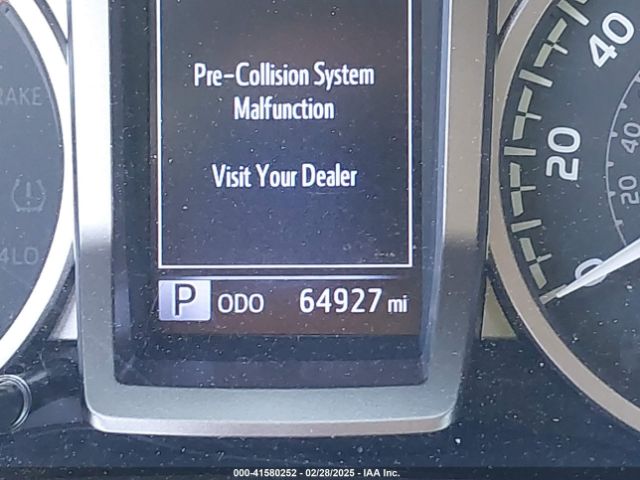 Pre-Collision System
Malfunction
Visit Your Dealer
P ODO 64927 mi
4LO
0
20
40
20
40
000-41580252 - 02/28/2025 - IAA Inc.